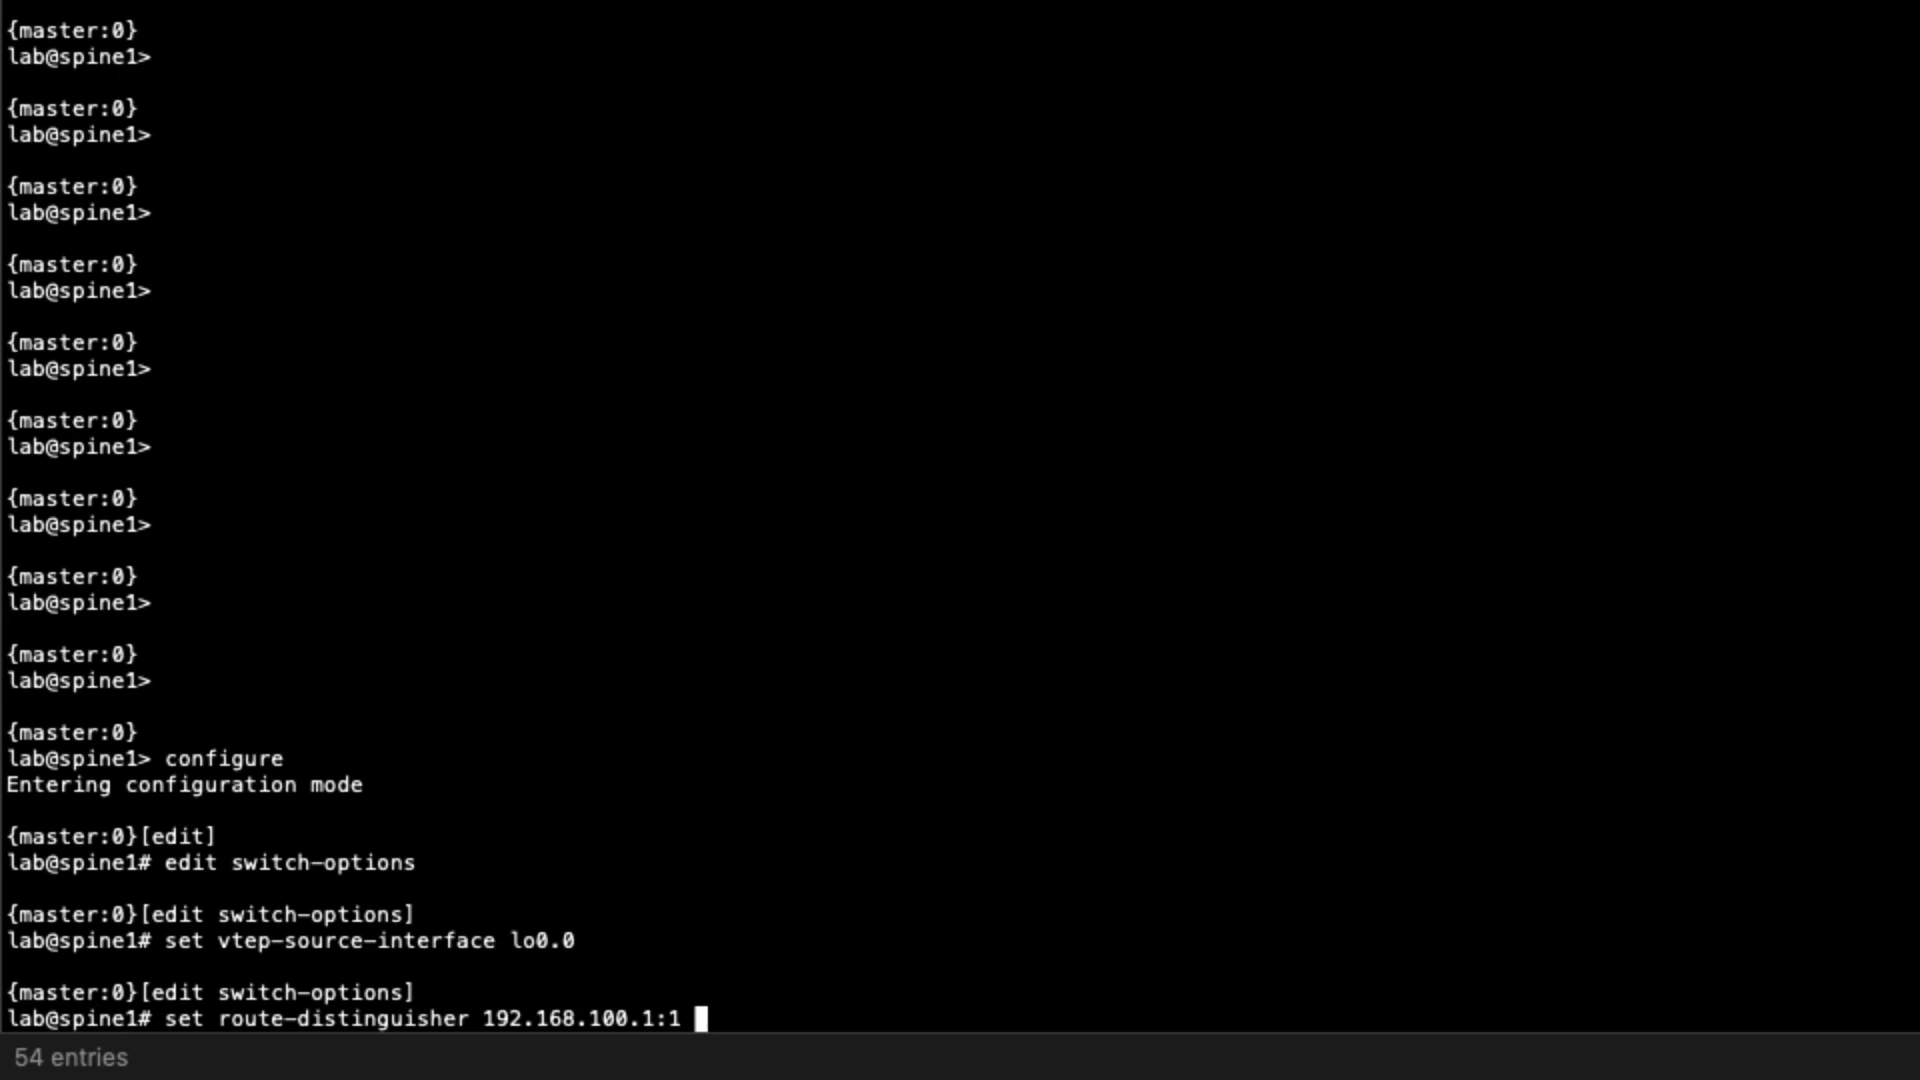 {master:0}
lab@spine1>
{master:0}
lab@spine1>
{master:0}
lab@spine1>
{master:0}
lab@spine1>
{master:0}
lab@spine1>
{master:0}
lab@spine1>
{master:0}
lab@spine1>
{master:0}
lab@spine1>
{master:0}
lab@spine1>
{master:0}
lab@spine1> configure
Entering configuration mode
{master:0}[edit]
lab@spine1# edit switch-options
{master:0}[edit switch-options]
lab@spine1# set vtep-source-interface lo0.0
{master:0}[edit switch-options]
lab@spine1# set route-distinguisher 192.168.100.1:1
54 entries